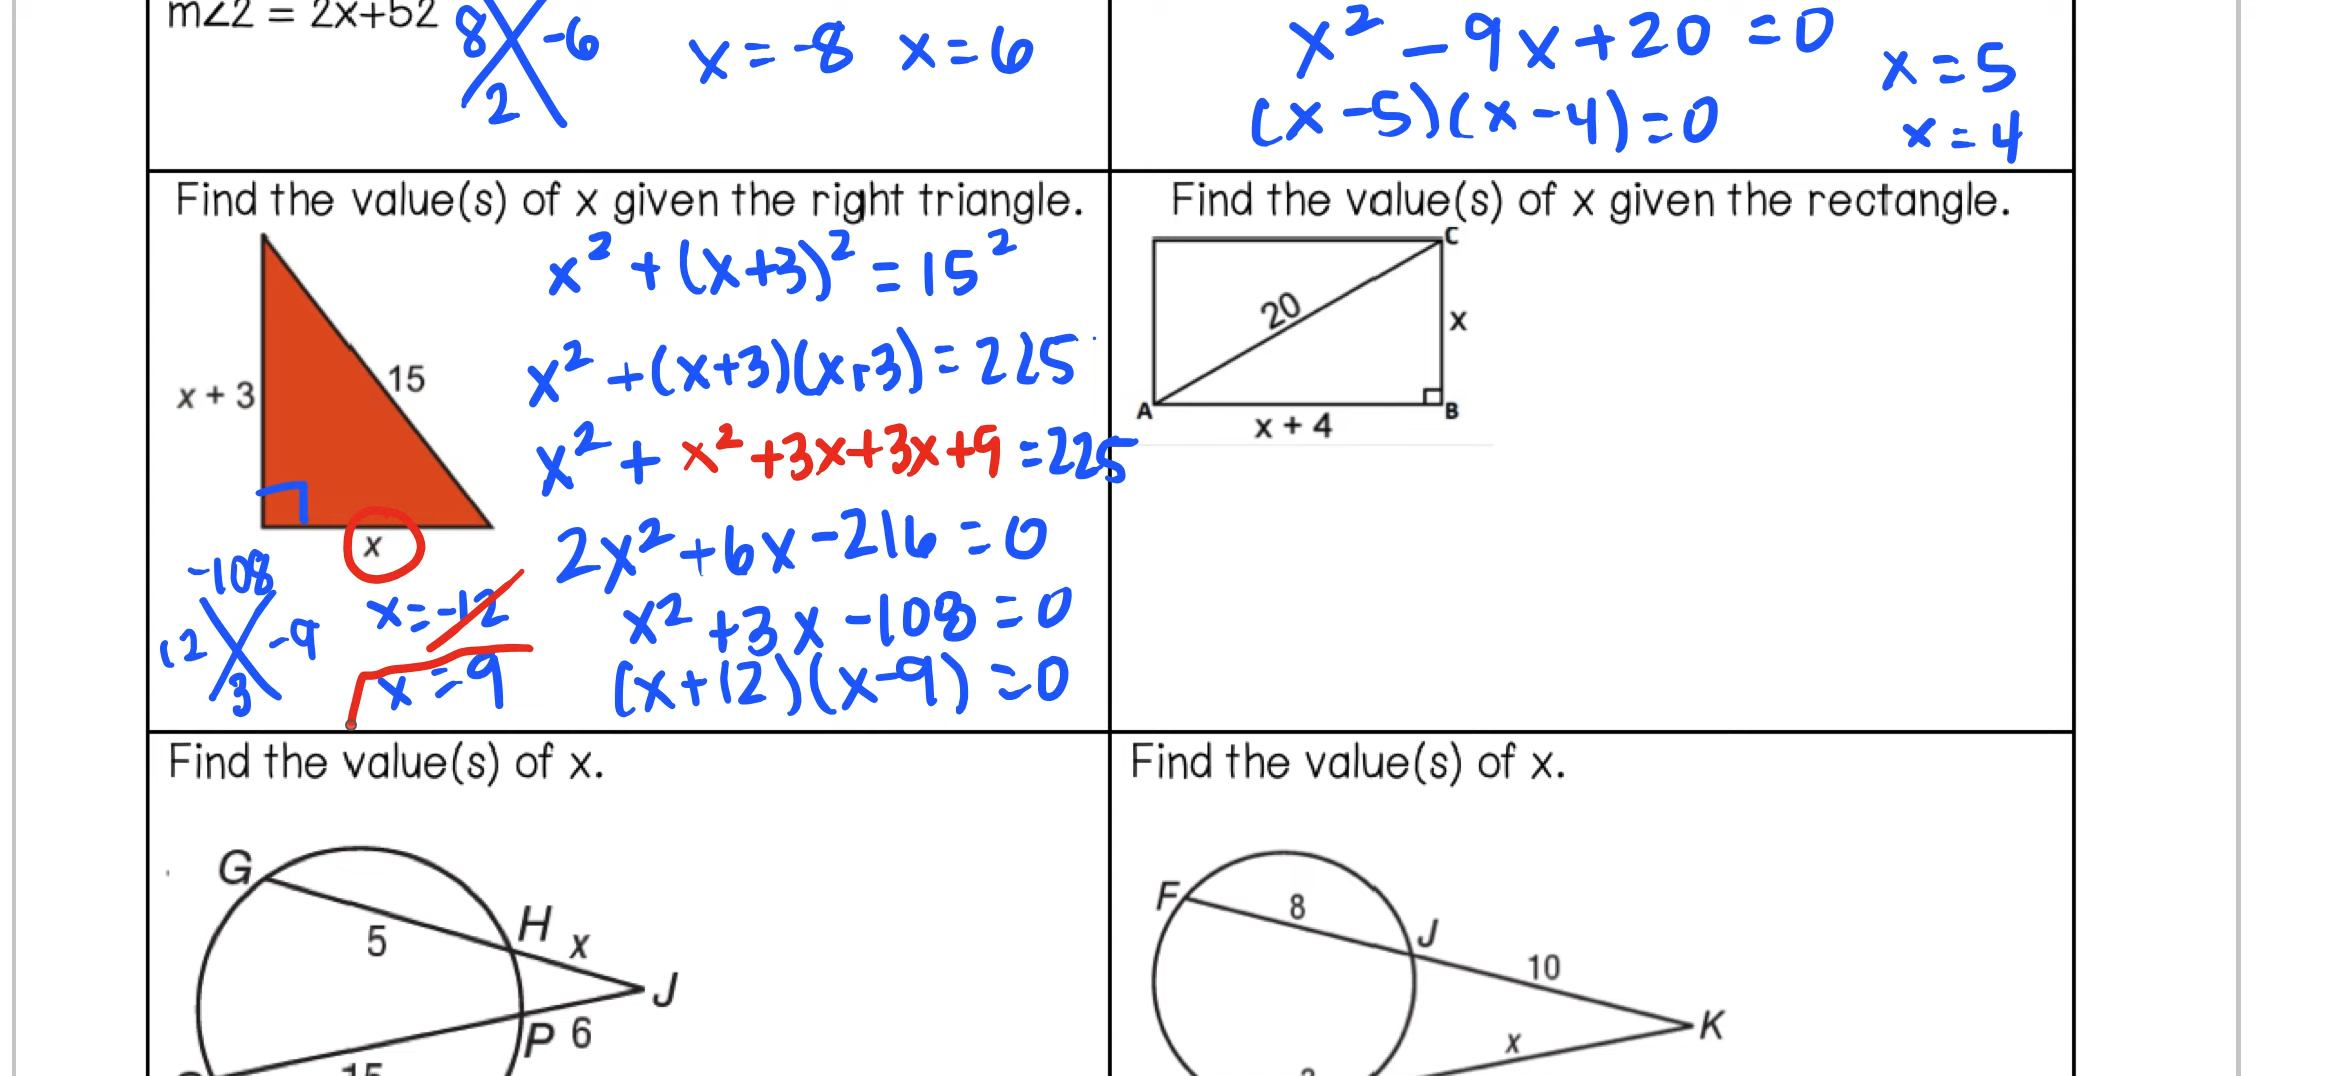 m∠2 = 2x+52
8 -6
2
x = -8 x = 6
x² - 9x + 20 = 0
(x - 5)(x - 4) = 0
x = 5
x = 4
Find the value(s) of x given the right triangle.
x + 3
15
x
x² + (x+3)² = 15²
x² + (x+3)(x+3) = 225
x² + x² + 3x + 3x + 9 = 225
2x² + 6x - 216 = 0
x² + 3x - 108 = 0
(x+12)(x-9) = 0
-108
12 -9
3
x = -12
x = 9
Find the value(s) of x given the rectangle.
C
20
x
A
B
x + 4
Find the value(s) of x.
G
5
H
x
J
P
6
15
Find the value(s) of x.
F
8
J
10
K
x